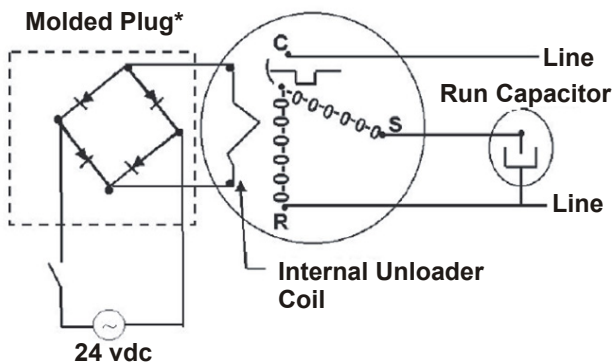 Molded Plug*
C
Line
Run Capacitor
S
R
Line
Internal Unloader
Coil
24 vdc